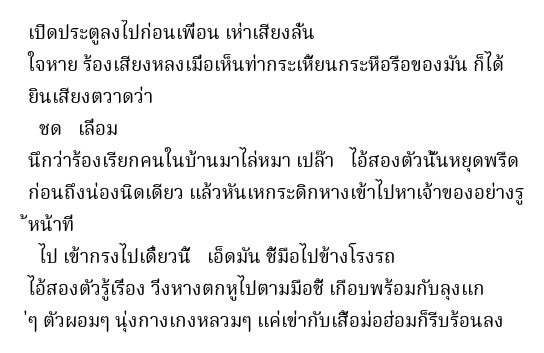 เปิดประตูลงไปก่อนเพื่อน เห่าเสียงลั่น
ใจหาย ร้องเสียงหลงเมื่อเห็นท่ากระเหี้ยนกระหือรือของมัน ก็ได้
ยินเสียงตวาดว่า
ชด เลื่อม
นึกว่าร้องเรียกคนในบ้านมาไล่หมา เปล๊า ไอ้สองตัวนั้นหยุดพรืด
ก่อนถึงน่องนิดเดียว แล้วหันเหกระดิกหางเข้าไปหาเจ้าของอย่างรู
้หน้าที่
ไป เข้ากรงไปเดี๋ยวนี้ เอ็ดมัน ชี้มือไปข้างโรงรถ
ไอ้สองตัวรู้เรื่อง วิ่งหางตกหูไปตามมือชี้ เกือบพร้อมกับลุงแก
่ๆ ตัวผอมๆ นุ่งกางเกงหลวมๆ แค่เข่ากับเสื้อม่อฮ่อมก็รีบร้อนลง